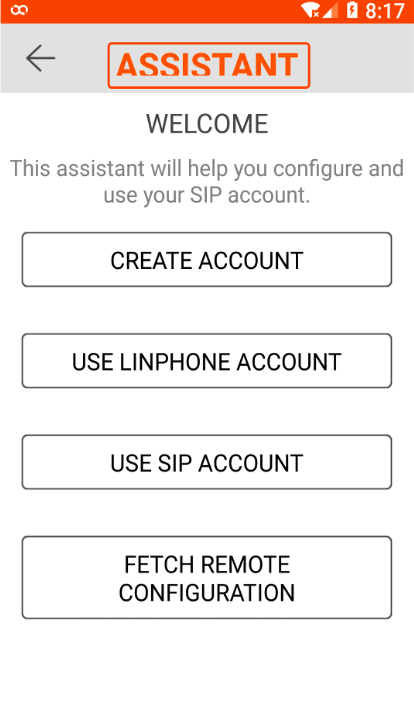 8:17
ASSISTANT
WELCOME
This assistant will help you configure and
use your SIP account.
CREATE ACCOUNT
USE LINPHONE ACCOUNT
USE SIP ACCOUNT
FETCH REMOTE
CONFIGURATION